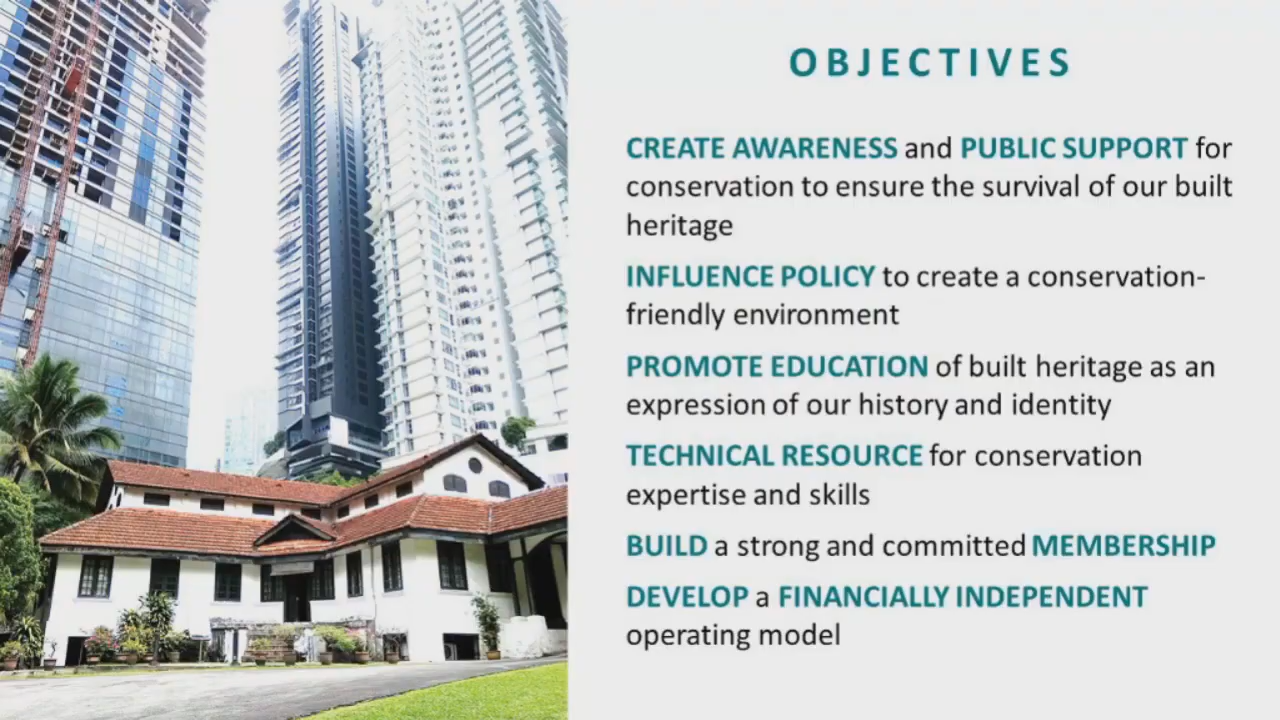 OBJECTIVES
CREATE AWARENESS and PUBLIC SUPPORT for
conservation to ensure the survival of our built
heritage
INFLUENCE POLICY to create a conservation-
friendly environment
PROMOTE EDUCATION of built heritage as an
expression of our history and identity
TECHNICAL RESOURCE for conservation
expertise and skills
BUILD a strong and committed MEMBERSHIP
DEVELOP a FINANCIALLY INDEPENDENT
operating model